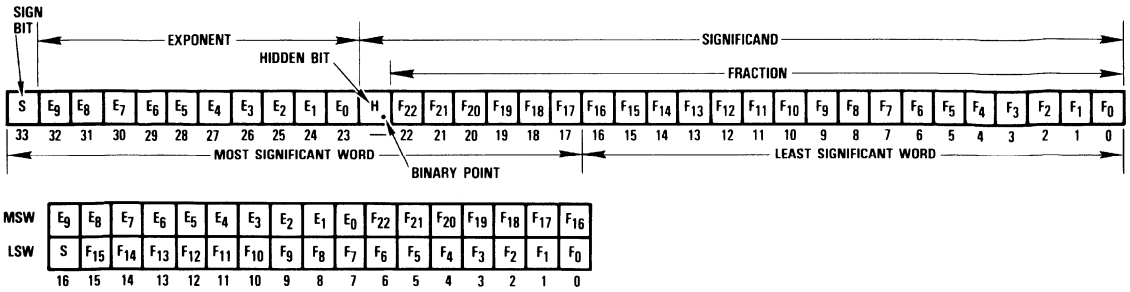 SIGN BIT
EXPONENT
SIGNIFICAND
HIDDEN BIT
FRACTION
S E9 E8 E7 E6 E5 E4 E3 E2 E1 E0 H F22 F21 F20 F19 F18 F17 F16 F15 F14 F13 F12 F11 F10 F9 F8 F7 F6 F5 F4 F3 F2 F1 F0
33 32 31 30 29 28 27 26 25 24 23 — 22 21 20 19 18 17 16 15 14 13 12 11 10 9 8 7 6 5 4 3 2 1 0
MOST SIGNIFICANT WORD
LEAST SIGNIFICANT WORD
BINARY POINT
MSW E9 E8 E7 E6 E5 E4 E3 E2 E1 E0 F22 F21 F20 F19 F18 F17 F16
LSW S F15 F14 F13 F12 F11 F10 F9 F8 F7 F6 F5 F4 F3 F2 F1 F0
16 15 14 13 12 11 10 9 8 7 6 5 4 3 2 1 0